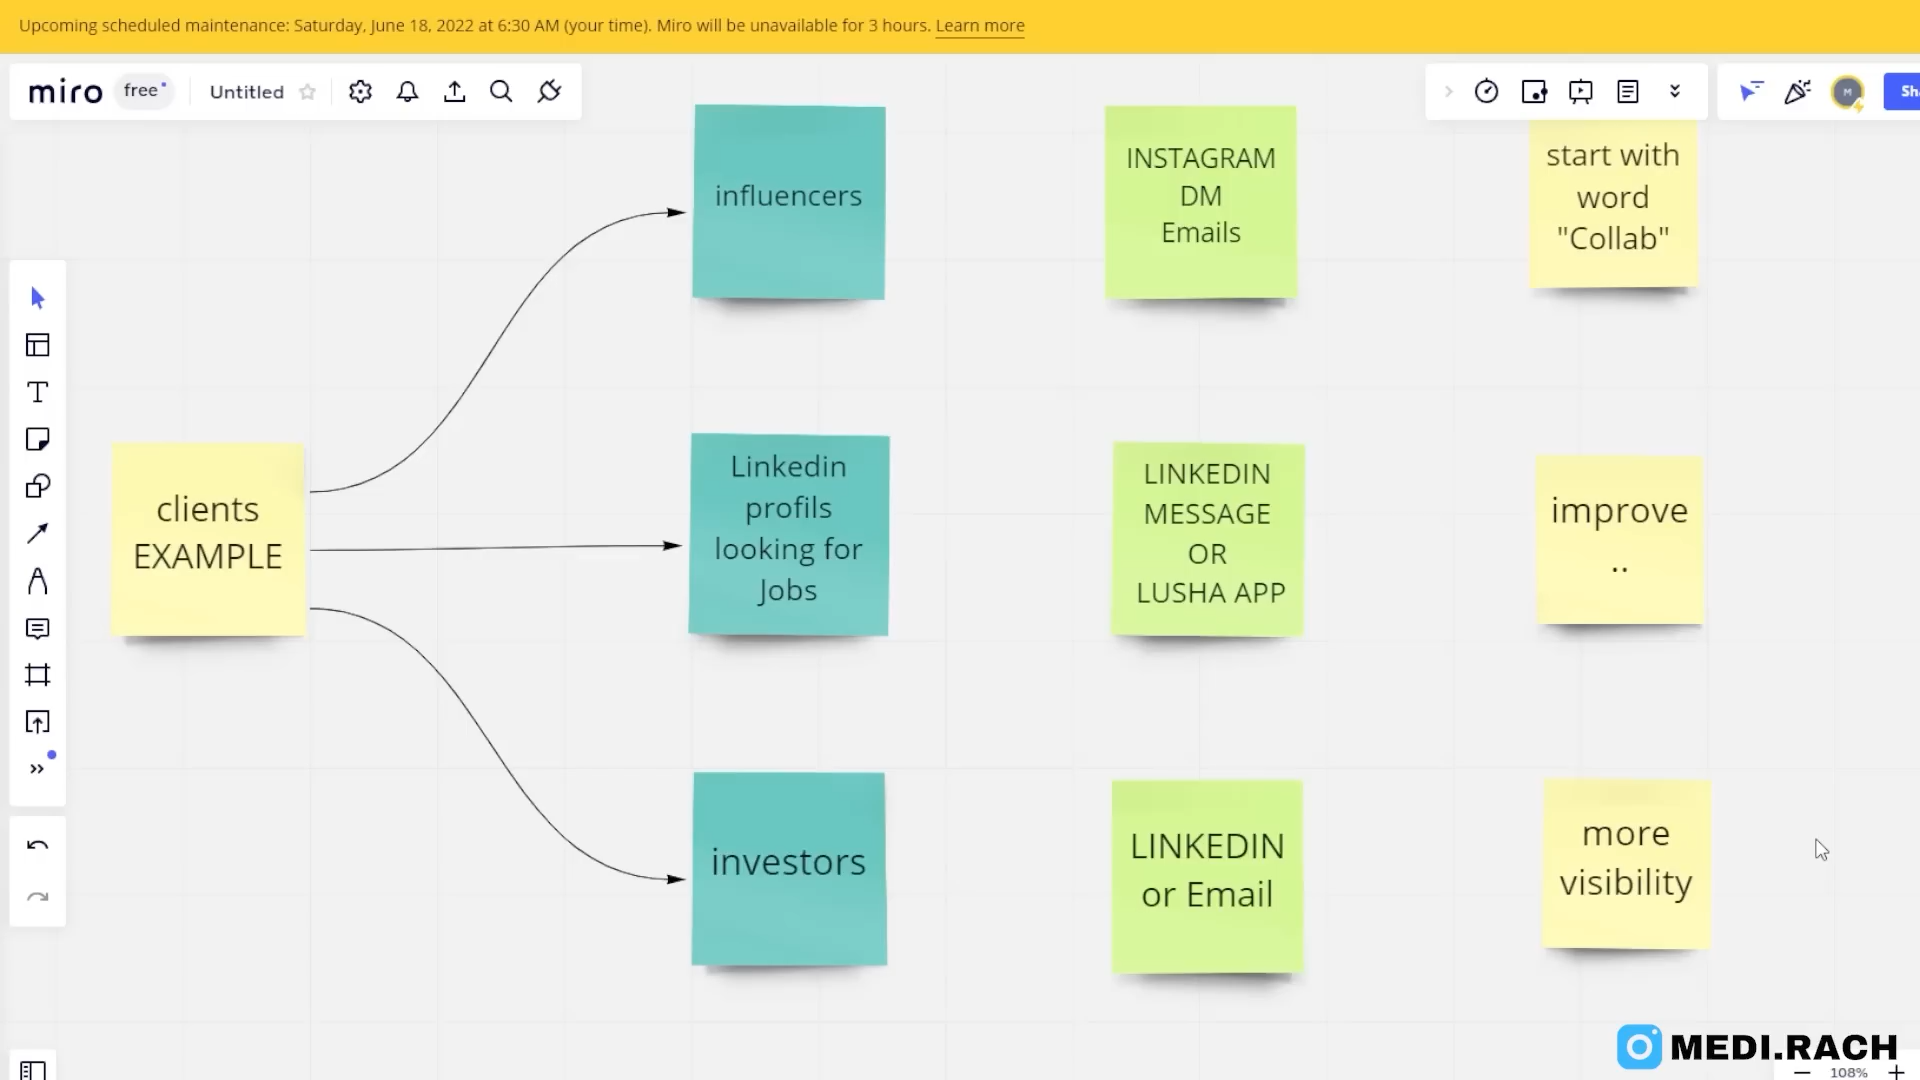 Upcoming scheduled maintenance: Saturday, June 18, 2022 at 6:30 AM (your time). Miro will be unavailable for 3 hours. Learn more
miro free Untitled
Sha
influencers
INSTAGRAM
DM
Emails
start with
word
"Collab"
clients
EXAMPLE
Linkedin
profils
looking for
Jobs
LINKEDIN
MESSAGE
OR
LUSHA APP
improve
..
investors
LINKEDIN
or Email
more
visibility
MEDI.RACH
108%